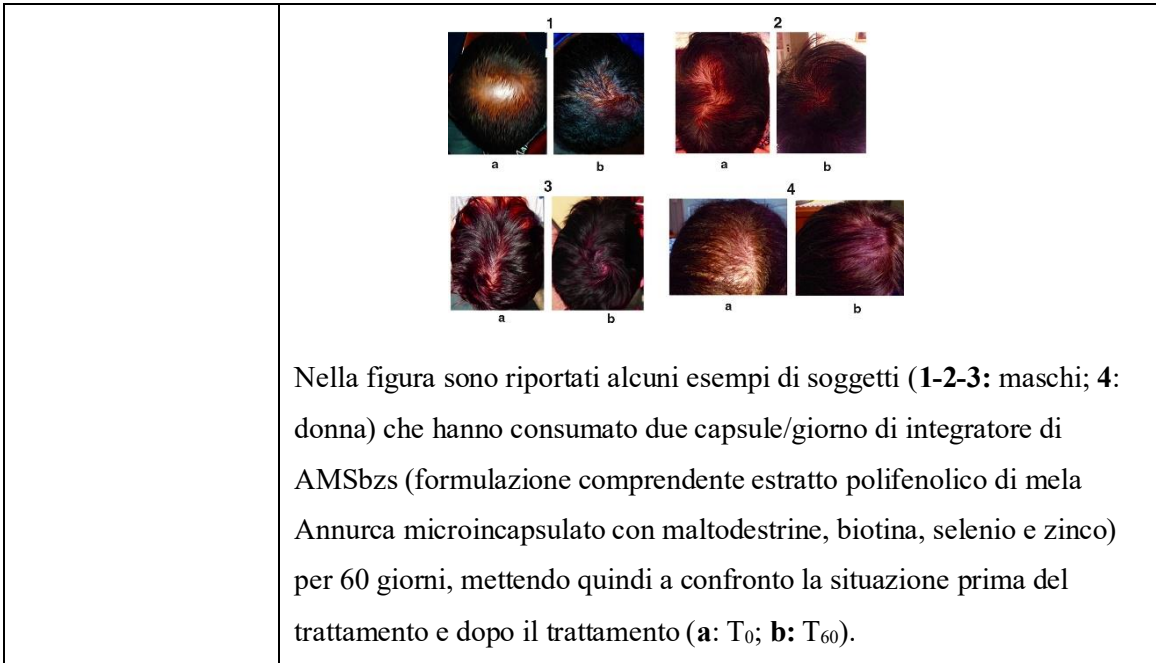 1 2
a b a b
3 4
a b a b
Nella figura sono riportati alcuni esempi di soggetti (1-2-3: maschi; 4:
donna) che hanno consumato due capsule/giorno di integratore di
AMSbzs (formulazione comprendente estratto polifenolico di mela
Annurca microincapsulato con maltodestrine, biotina, selenio e zinco)
per 60 giorni, mettendo quindi a confronto la situazione prima del
trattamento e dopo il trattamento (a: T₀; b: T₆₀).